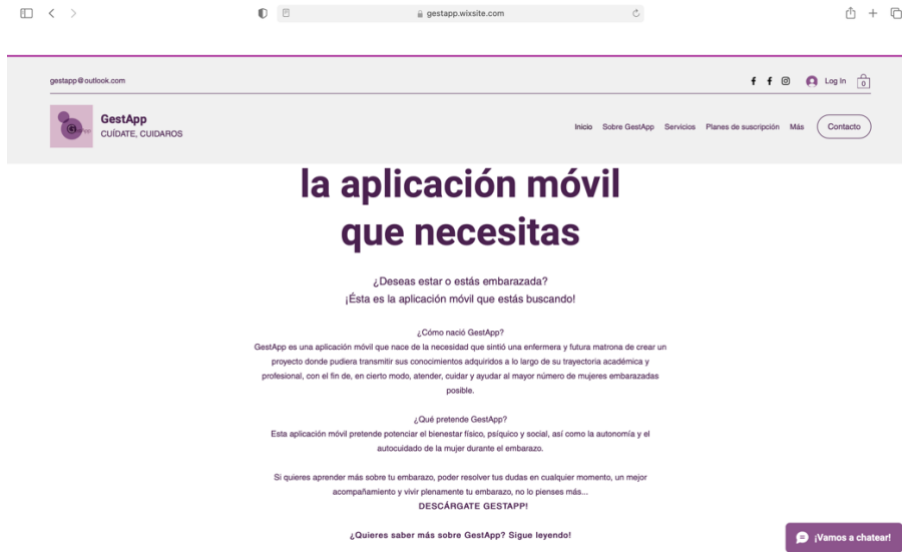 gestapp.wixsite.com
gestapp@outlook.com
Log In
0
GestApp
CUÍDATE, CUIDAROS
Inicio Sobre GestApp Servicios Planes de suscripción Más Contacto
la aplicación móvil
que necesitas
¿Deseas estar o estás embarazada?
¡Ésta es la aplicación móvil que estás buscando!
¿Cómo nació GestApp?
GestApp es una aplicación móvil que nace de la necesidad que sintió una enfermera y futura matrona de crear un
proyecto donde pudiera transmitir sus conocimientos adquiridos a lo largo de su trayectoria académica y
profesional, con el fin de, en cierto modo, atender, cuidar y ayudar al mayor número de mujeres embarazadas
posible.
¿Qué pretende GestApp?
Esta aplicación móvil pretende potenciar el bienestar físico, psíquico y social, así como la autonomía y el
autocuidado de la mujer durante el embarazo.
Si quieres aprender más sobre tu embarazo, poder resolver tus dudas en cualquier momento, un mejor
acompañamiento y vivir plenamente tu embarazo, no lo pienses más...
DESCÁRGATE GESTAPP!
¿Quieres saber más sobre GestApp? Sigue leyendo!
¡Vamos a chatear!